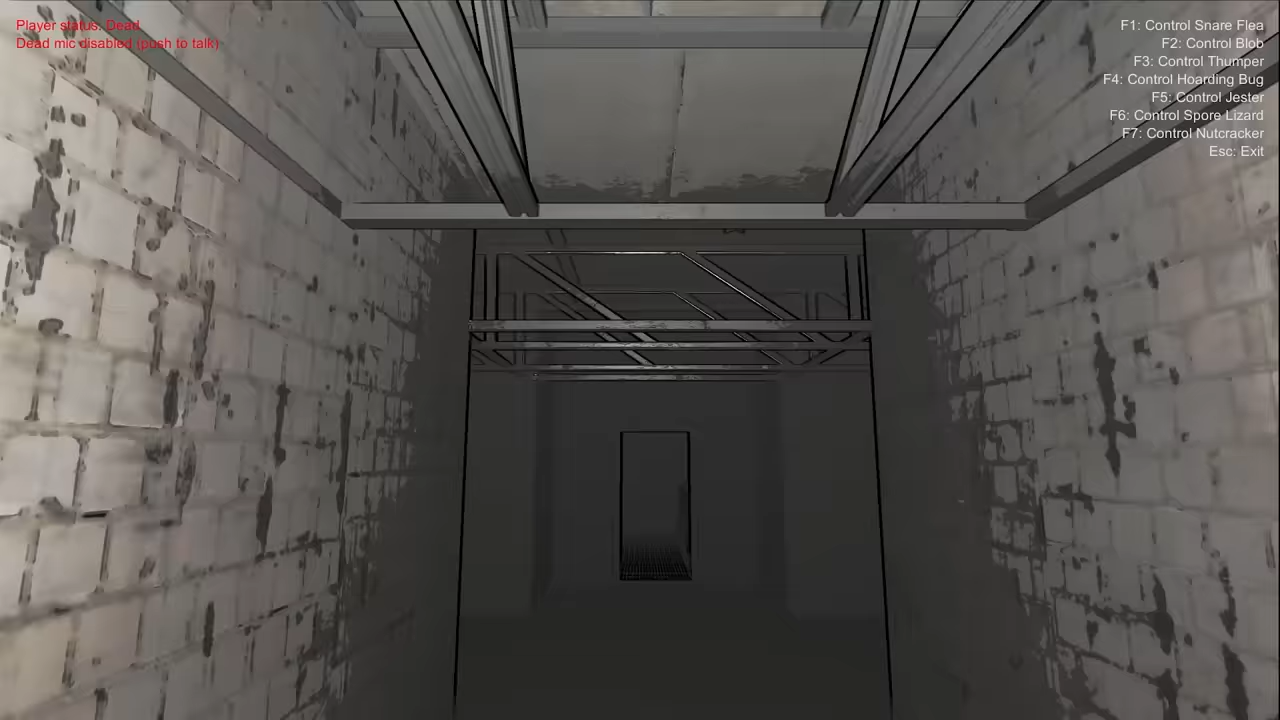 Player status: Dead
Dead mic disabled (push to talk)
F1: Control Snare Flea
F2: Control Blob
F3: Control Thumper
F4: Control Hoarding Bug
F5: Control Jester
F6: Control Spore Lizard
F7: Control Nutcracker
Esc: Exit